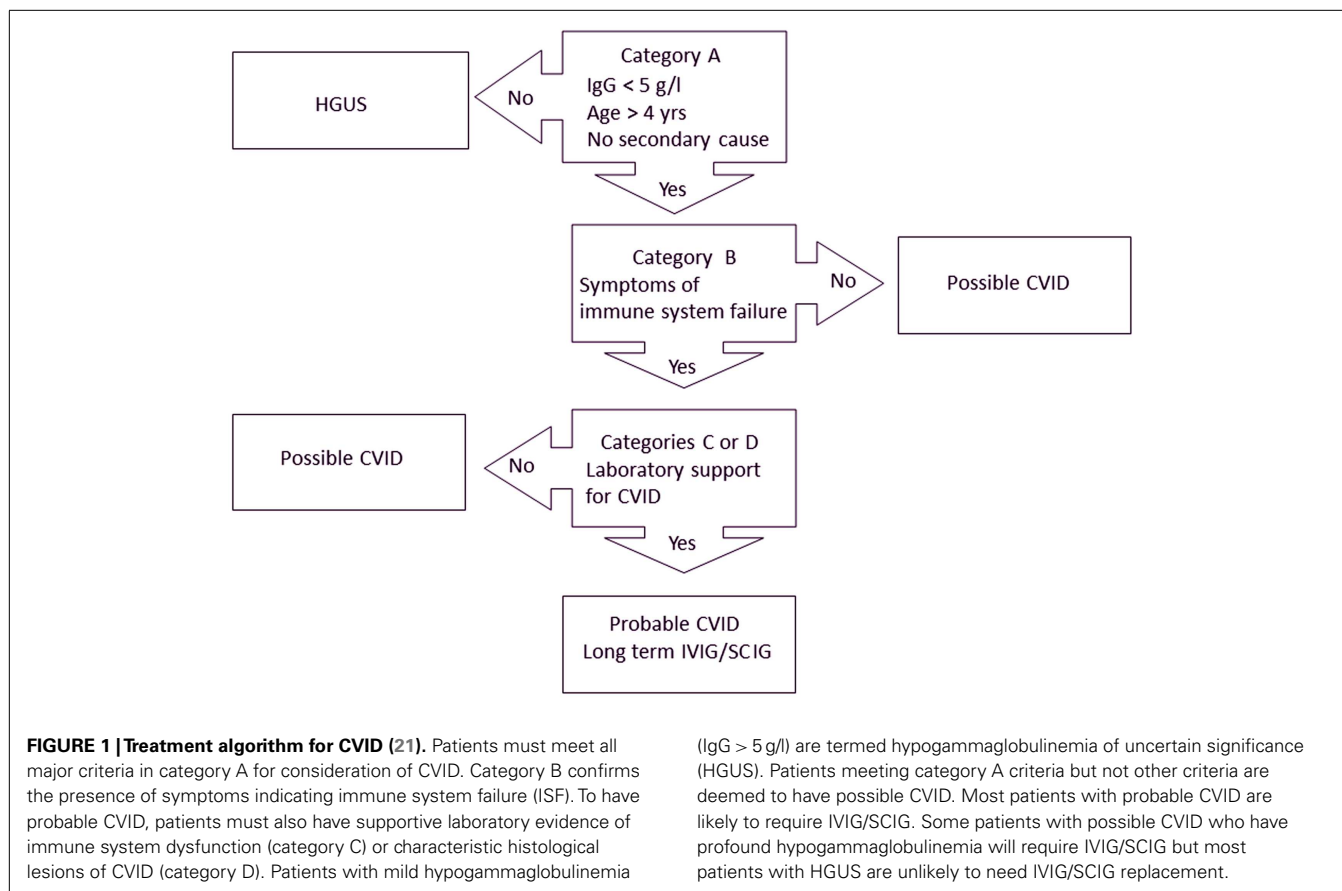 Category A
IgG < 5 g/l
Age > 4 yrs
No secondary cause
No
HGUS
Yes
Category B
Symptoms of
immune system failure
No
Possible CVID
Yes
Categories C or D
Laboratory support
for CVID
No
Possible CVID
Yes
Probable CVID
Long term IVIG/SCIG
FIGURE 1 | Treatment algorithm for CVID (21). Patients must meet all
major criteria in category A for consideration of CVID. Category B confirms
the presence of symptoms indicating immune system failure (ISF). To have
probable CVID, patients must also have supportive laboratory evidence of
immune system dysfunction (category C) or characteristic histological
lesions of CVID (category D). Patients with mild hypogammaglobulinemia
(IgG > 5 g/l) are termed hypogammaglobulinemia of uncertain significance
(HGUS). Patients meeting category A criteria but not other criteria are
deemed to have possible CVID. Most patients with probable CVID are
likely to require IVIG/SCIG. Some patients with possible CVID who have
profound hypogammaglobulinemia will require IVIG/SCIG but most
patients with HGUS are unlikely to need IVIG/SCIG replacement.